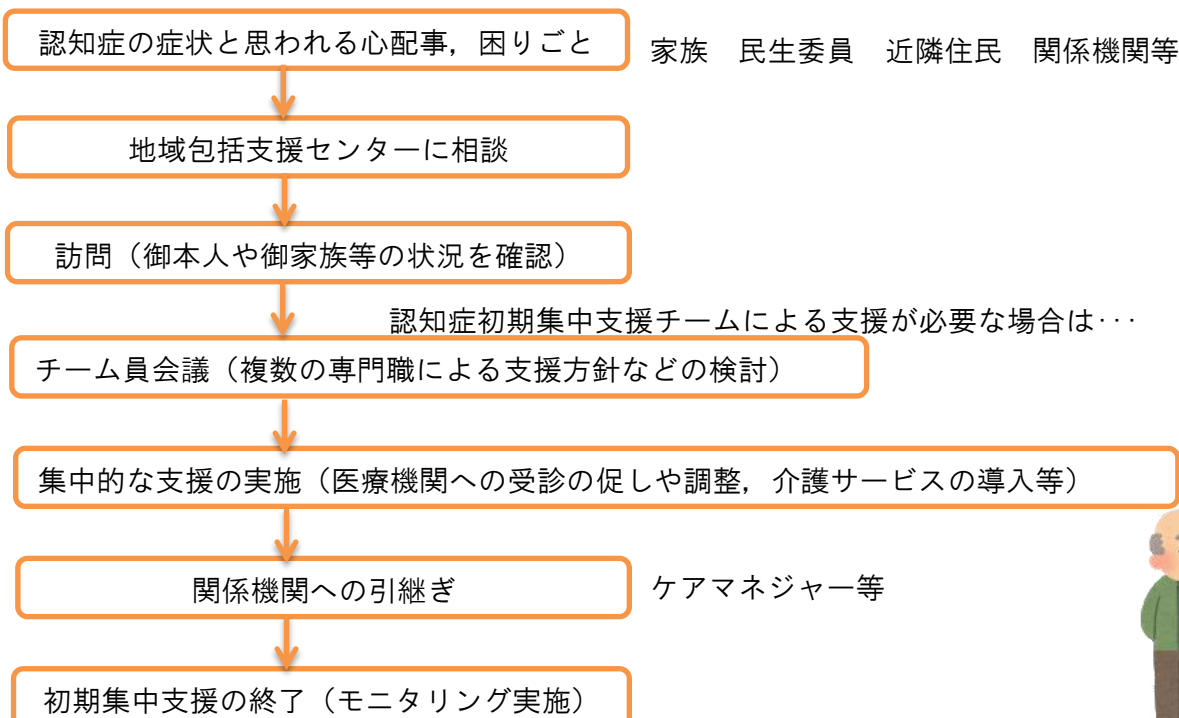 認知症の症状と思われる心配事，困りごと
家族　民生委員　近隣住民　関係機関等
地域包括支援センターに相談
訪問（御本人や御家族等の状況を確認）
認知症初期集中支援チームによる支援が必要な場合は･･･
チーム員会議（複数の専門職による支援方針などの検討）
集中的な支援の実施（医療機関への受診の促しや調整，介護サービスの導入等）
関係機関への引継ぎ
ケアマネジャー等
初期集中支援の終了（モニタリング実施）